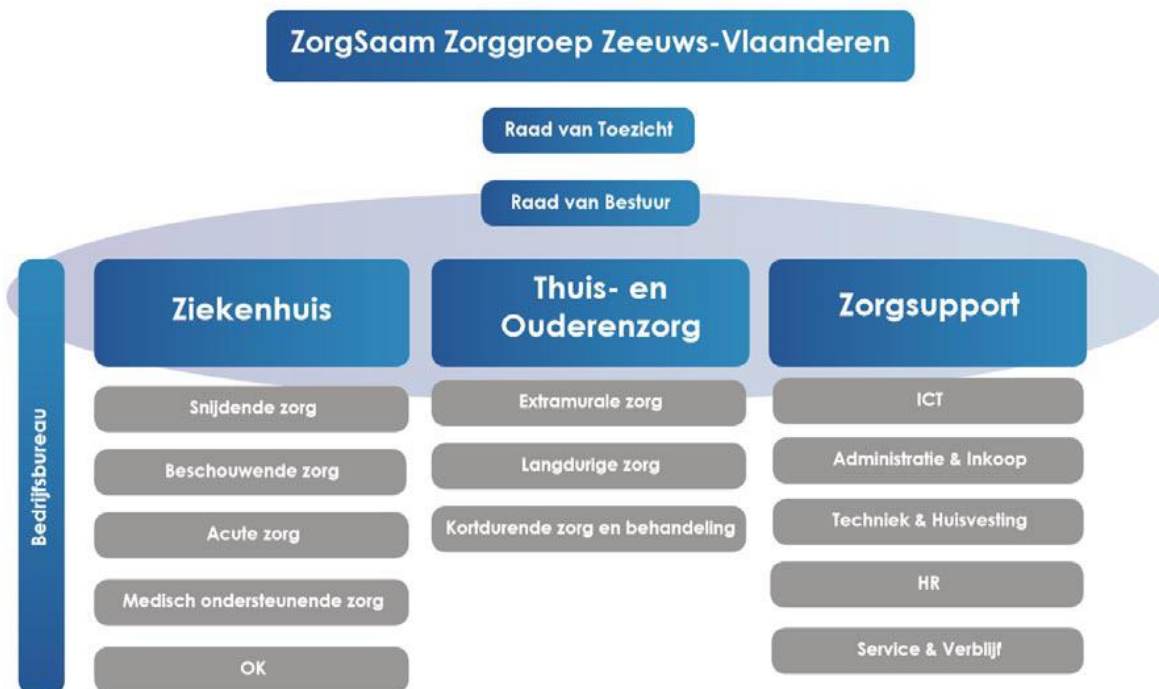 ZorgSaam Zorggroep Zeeuws-Vlaanderen
Raad van Toezicht
Raad van Bestuur
Bedrijfsbureau
Ziekenhuis
Snijdende zorg
Beschouwende zorg
Acute zorg
Medisch ondersteunende zorg
OK
Thuis- en
Ouderenzorg
Extramurale zorg
Langdurige zorg
Kortdurende zorg en behandeling
Zorgsupport
ICT
Administratie & Inkoop
Techniek & Huisvesting
HR
Service & Verblijf